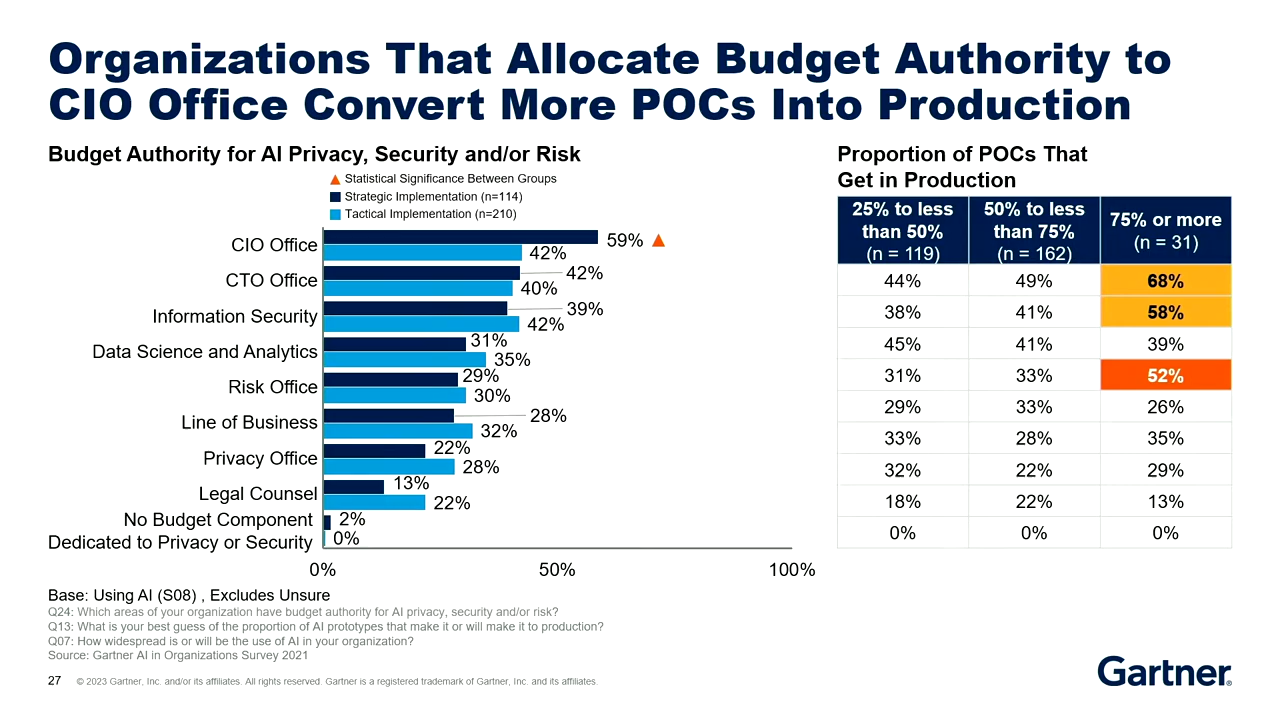 Organizations That Allocate Budget Authority to
CIO Office Convert More POCs Into Production
Budget Authority for AI Privacy, Security and/or Risk
▲ Statistical Significance Between Groups
Strategic Implementation (n=114)
Tactical Implementation (n=210)
CIO Office
59% ▲
42%
CTO Office
42%
40%
Information Security
39%
42%
Data Science and Analytics
31%
35%
Risk Office
29%
30%
Line of Business
28%
32%
Privacy Office
22%
28%
Legal Counsel
13%
22%
No Budget Component
Dedicated to Privacy or Security
2%
0%
0% 50% 100%
Proportion of POCs That
Get in Production
25% to less than 50% (n = 119) 50% to less than 75% (n = 162) 75% or more (n = 31)
44% 49% 68%
38% 41% 58%
45% 41% 39%
31% 33% 52%
29% 33% 26%
33% 28% 35%
32% 22% 29%
18% 22% 13%
0% 0% 0%
Base: Using AI (S08) , Excludes Unsure
Q24: Which areas of your organization have budget authority for AI privacy, security and/or risk?
Q13: What is your best guess of the proportion of AI prototypes that make it or will make it to production?
Q07: How widespread is or will be the use of AI in your organization?
Source: Gartner AI in Organizations Survey 2021
27 © 2023 Gartner, Inc. and/or its affiliates. All rights reserved. Gartner is a registered trademark of Gartner, Inc. and its affiliates.
Gartner®